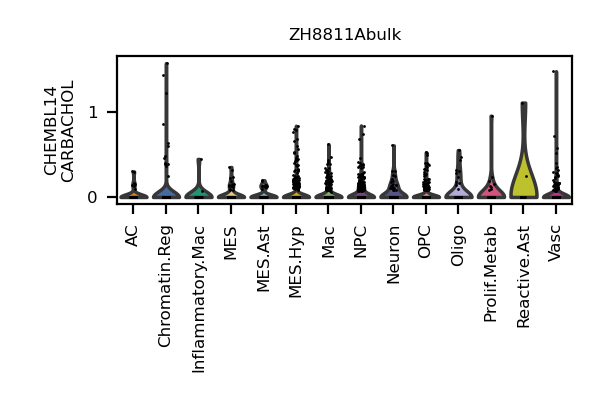 ZH8811Abulk
CHEMBL14
CARBACHOL
1
0
AC
Chromatin.Reg
Inflammatory.Mac
MES
MES.Ast
MES.Hyp
Mac
NPC
Neuron
OPC
Oligo
Prolif.Metab
Reactive.Ast
Vasc